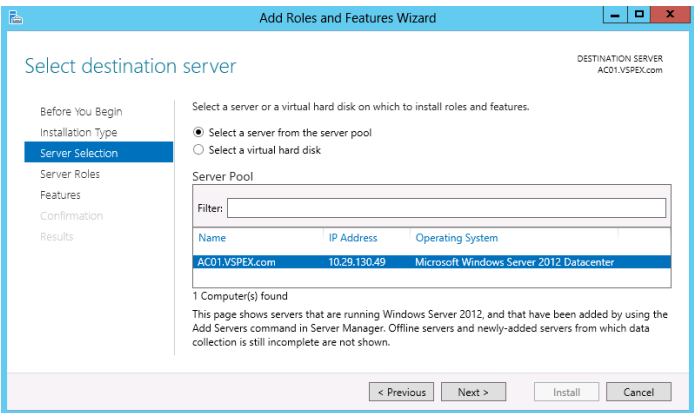 Add Roles and Features Wizard
Select destination server
DESTINATION SERVER
AC01.VSPEX.com
Before You Begin
Installation Type
Server Selection
Server Roles
Features
Confirmation
Results
Select a server or a virtual hard disk on which to install roles and features.
Select a server from the server pool
Select a virtual hard disk
Server Pool
Filter:
Name IP Address Operating System
AC01.VSPEX.com 10.29.130.49 Microsoft Windows Server 2012 Datacenter
1 Computer(s) found
This page shows servers that are running Windows Server 2012, and that have been added by using the
Add Servers command in Server Manager. Offline servers and newly-added servers from which data
collection is still incomplete are not shown.
< Previous Next > Install Cancel